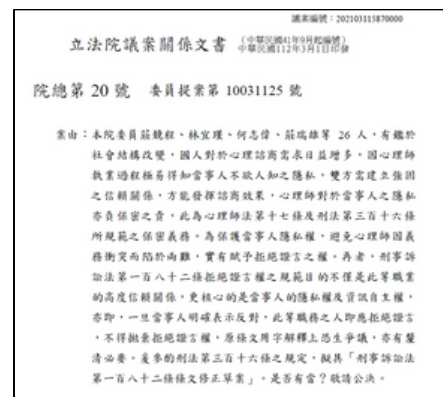 議案編號：202103115870000
立法院議案關係文書 （中華民國41年9月起編號）中華民國112年3月1日印發
院總第20號 委員提案第10031125號
案由：本院委員莊競程、林宜瑾、何志偉、莊瑞雄等 26 人，有鑑於
社會結構改變，國人對於心理諮商需求日益增多，因心理師
執業過程極易得知當事人不欲人知之隱私，雙方需建立強固
之信賴關係，方能發揮諮商效果，心理師對於當事人之隱私
亦負保密之責，此為心理師法第十七條及刑法第三百十六條
所規範之保密義務。為保護當事人隱私權，避免心理師因義
務衝突而陷於兩難，實有賦予拒絕證言之權。再者，刑事訴
訟法第一百八十二條拒絕證言權之規範目的不僅是此等職業
的高度信賴關係，更核心的是當事人的隱私權及資訊自主權，
亦即，一旦當事人明確表示反對，此等職務之人即應拒絕證言
，不得拋棄拒絕證言權，原條文用字解釋上恐生爭議，亦有釐
清必要。爰參酌刑法第三百十六條之規定，擬具「刑事訴訟法
第一百八十二條條文修正草案」。是否有當？敬請公決。